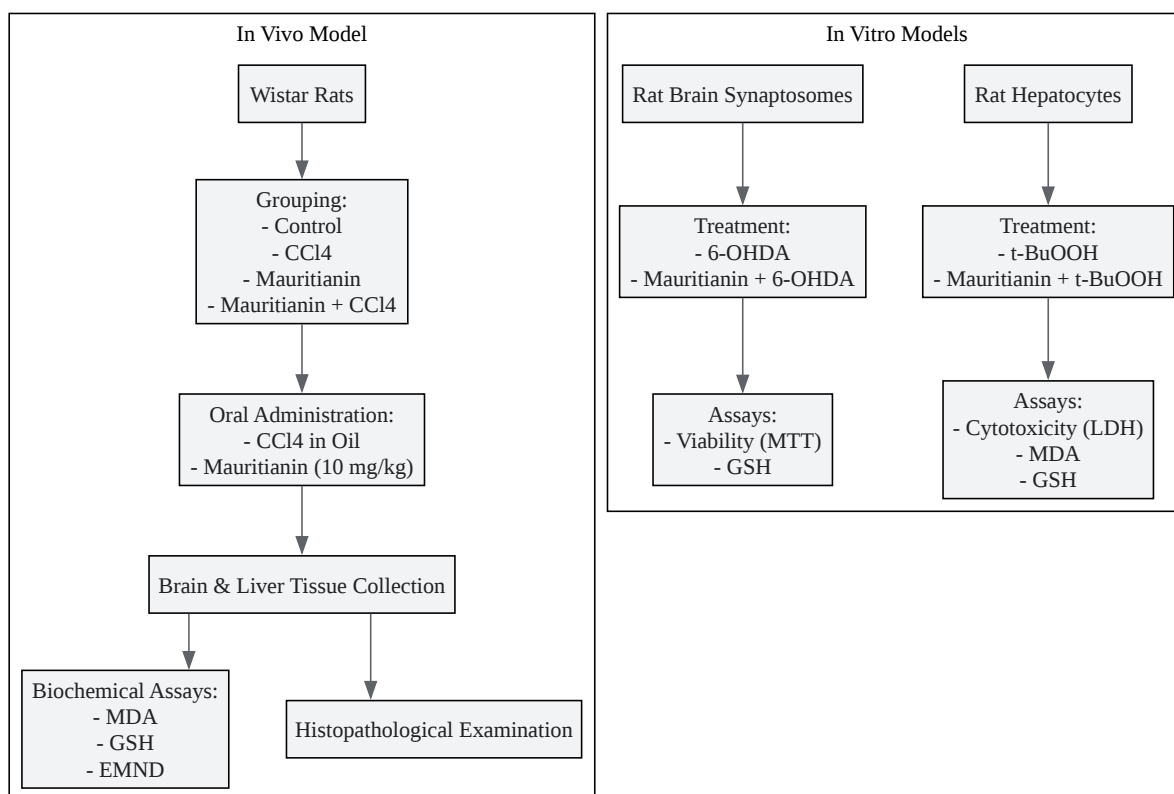 In Vivo Model
Wistar Rats
Grouping:
- Control
- CCl4
- Mauritianin
- Mauritianin + CCl4
Oral Administration:
- CCl4 in Oil
- Mauritianin (10 mg/kg)
Brain & Liver Tissue Collection
Biochemical Assays:
- MDA
- GSH
- EMND
Histopathological Examination
In Vitro Models
Rat Brain Synaptosomes
Treatment:
- 6-OHDA
- Mauritianin + 6-OHDA
Assays:
- Viability (MTT)
- GSH
Rat Hepatocytes
Treatment:
- t-BuOOH
- Mauritianin + t-BuOOH
Assays:
- Cytotoxicity (LDH)
- MDA
- GSH